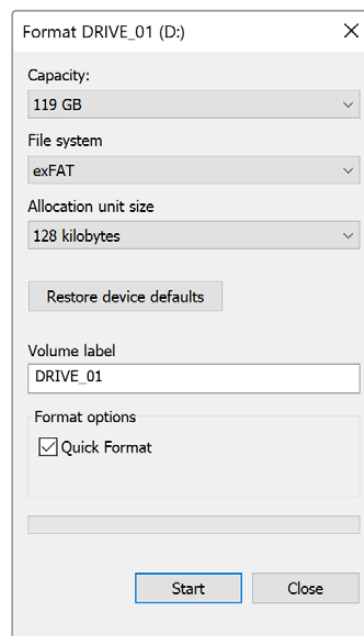 Format DRIVE_01 (D:)
Capacity:
119 GB
File system
exFAT
Allocation unit size
128 kilobytes
Restore device defaults
Volume label
DRIVE_01
Format options
Quick Format
Start
Close